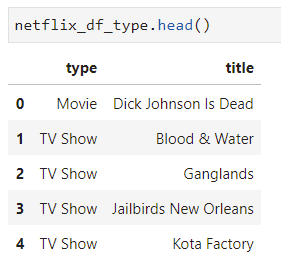 netflix_df_type.head()
type title
0 Movie Dick Johnson Is Dead
1 TV Show Blood & Water
2 TV Show Ganglands
3 TV Show Jailbirds New Orleans
4 TV Show Kota Factory